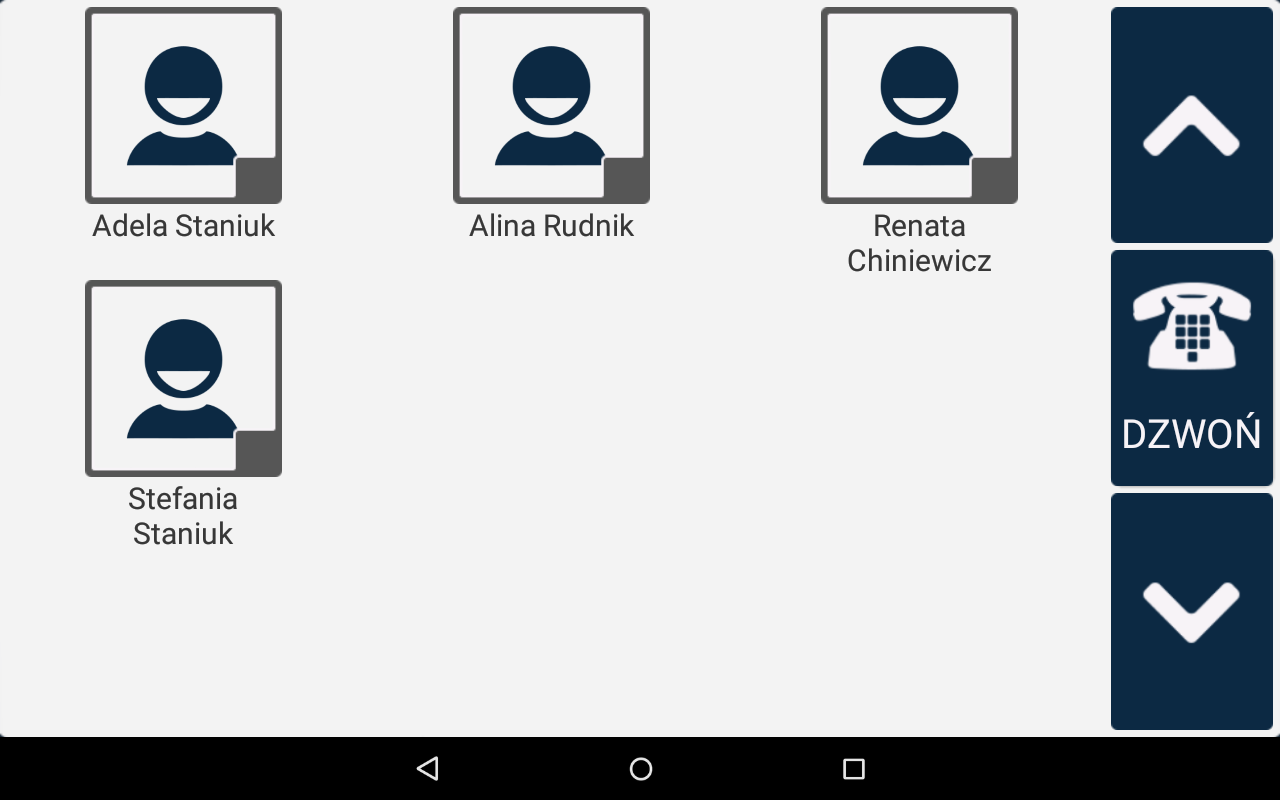 Adela Staniuk
Alina Rudnik
Renata
Chiniewicz
Stefania
Staniuk
DZWOŃ